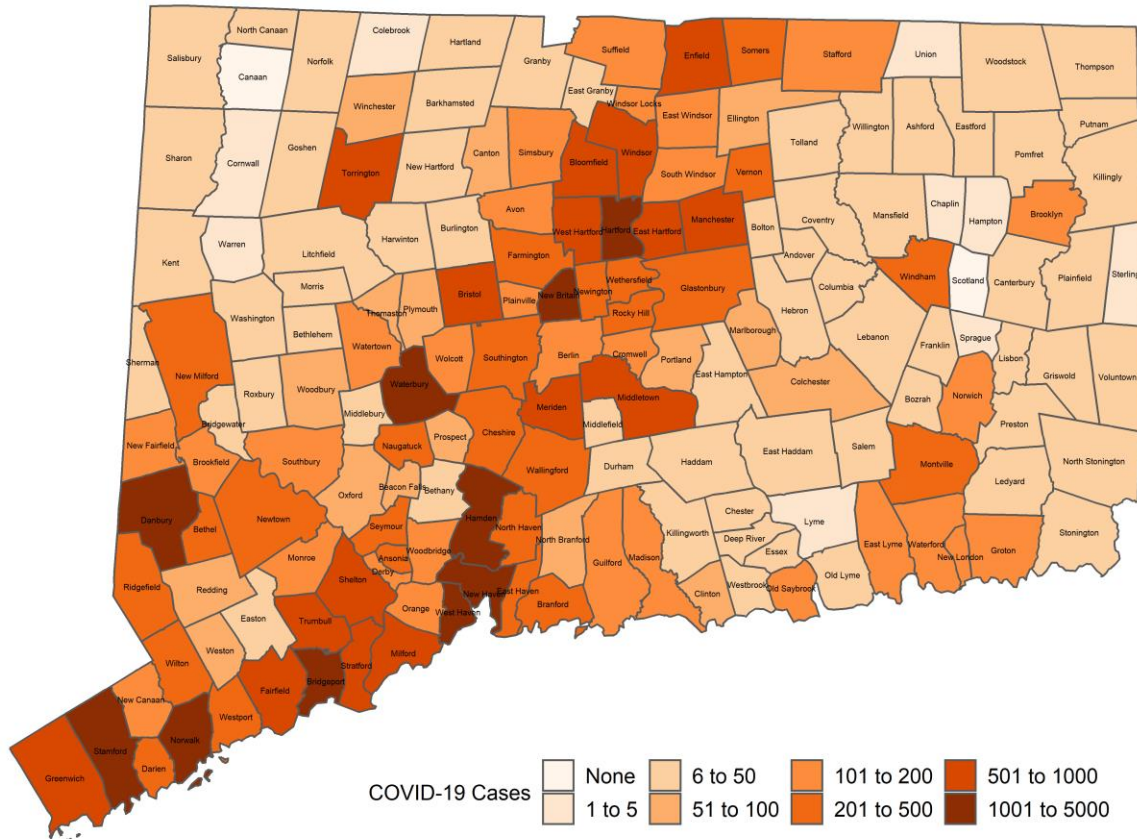 Colebrook
North Canaan
Hartland
Suffield
Enfield
Somers
Stafford
Union
Salisbury
Norfolk
Granby
Woodstock
Thompson
Canaan
East Granby
Winchester
Barkhamsted
Windsor Locks
East Windsor
Ellington
Willington
Ashford
Eastford
Putnam
Sharon
Cornwall
Goshen
Torrington
New Hartford
Canton
Simsbury
Bloomfield
Windsor
South Windsor
Vernon
Tolland
Pomfret
Killingly
Avon
West Hartford
Hartford
East Hartford
Manchester
Bolton
Coventry
Mansfield
Chaplin
Hampton
Brooklyn
Kent
Warren
Litchfield
Harwinton
Burlington
Farmington
Andover
Windham
Scotland
Canterbury
Plainfield
Sterling
Morris
Bristol
Plainville
New Britain
Newington
Wethersfield
Glastonbury
Columbia
Washington
Bethlehem
Thomaston
Plymouth
Rocky Hill
Hebron
Lebanon
Franklin
Sprague
Lisbon
Griswold
Voluntown
Sherman
New Milford
Watertown
Wolcott
Southington
Berlin
Cromwell
Portland
Marlborough
East Hampton
Colchester
Roxbury
Woodbury
Waterbury
Middlebury
Meriden
Middletown
Middlefield
Bozrah
Norwich
Preston
Bridgewater
New Fairfield
Brookfield
Southbury
Naugatuck
Prospect
Cheshire
Wallingford
Durham
Haddam
East Haddam
Salem
Montville
North Stonington
Ledyard
Oxford
Beacon Falls
Bethany
Danbury
Bethel
Newtown
Seymour
Hamden
North Haven
North Branford
Guilford
Madison
Killingworth
Chester
Deep River
Essex
Lyme
East Lyme
Waterford
New London
Groton
Stonington
Monroe
Ansonia
Derby
Woodbridge
Ridgefield
Redding
Shelton
Orange
West Haven
New Haven
East Haven
Branford
Clinton
Westbrook
Old Saybrook
Old Lyme
Easton
Trumbull
Stratford
Milford
Wilton
Weston
Fairfield
Bridgeport
New Canaan
Norwalk
Westport
Greenwich
Stamford
Darien
COVID-19 Cases
None
6 to 50
101 to 200
501 to 1000
1 to 5
51 to 100
201 to 500
1001 to 5000